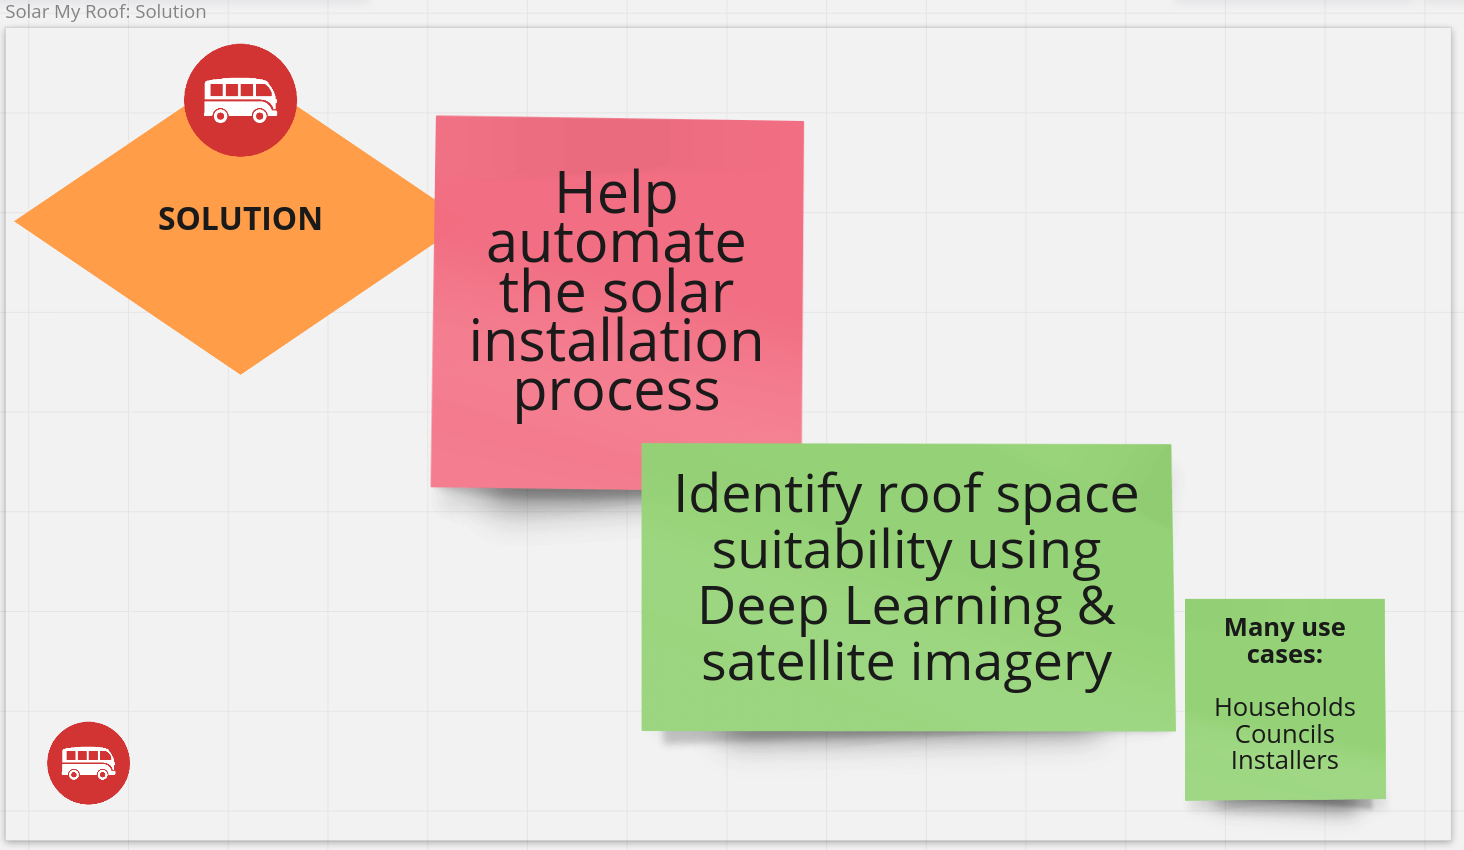 Solar My Roof: Solution
SOLUTION
Help
automate
the solar
installation
process
Identify roof space
suitability using
Deep Learning &
satellite imagery
Many use
cases:
Households
Councils
Installers